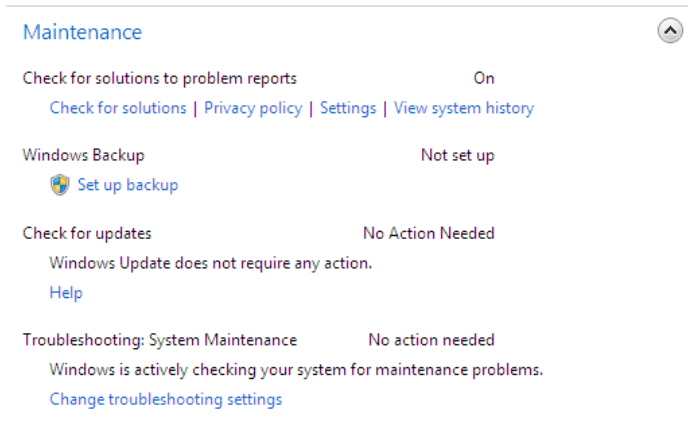 Maintenance
Check for solutions to problem reports On
Check for solutions | Privacy policy | Settings | View system history
Windows Backup Not set up
Set up backup
Check for updates No Action Needed
Windows Update does not require any action.
Help
Troubleshooting: System Maintenance No action needed
Windows is actively checking your system for maintenance problems.
Change troubleshooting settings